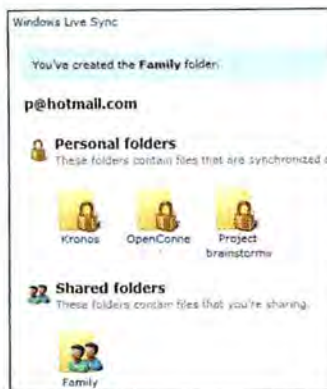 Windows Live Sync
You've created the Family folder.
p@hotmail.com
Personal folders
These folders contain files that are synchronized
Kronos OpenConne Project
brainstorms
Shared folders
These folders contain files that you're sharing.
Family